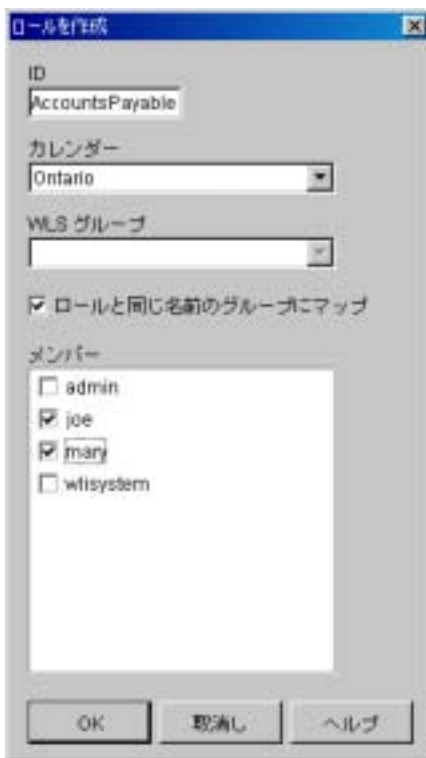 ロールを作成
ID
AccountsPayable
カレンダー
Ontario
WLS グループ
ロールと同じ名前のグループにマップ
メンバー
admin
joe
mary
wlisystem
OK
取消し
ヘルプ